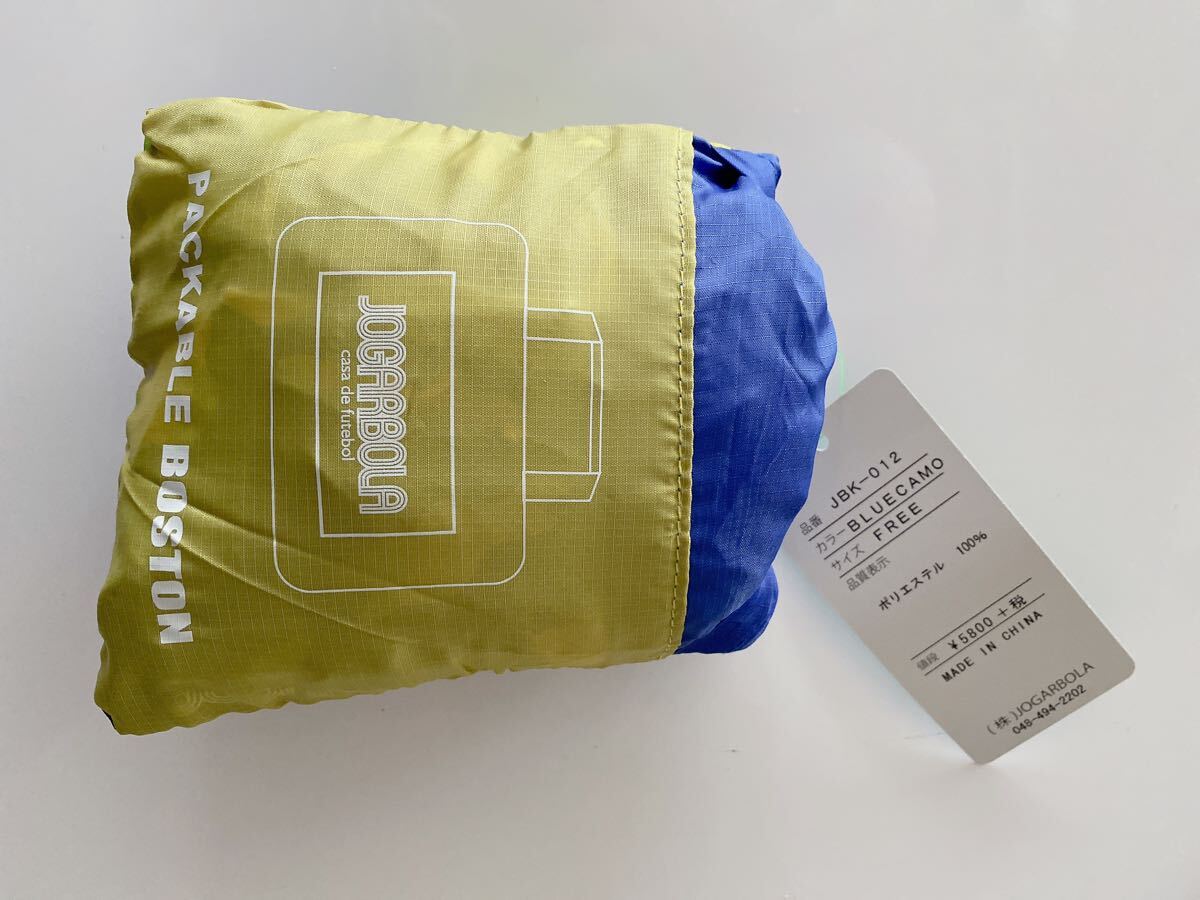 PACKABLE BOSTON
JOGARBOLA
casa de futebol
品番 JBK-012
カラー BLUECAMO
サイズ FREE
品質表示
ポリエステル 100%
値段 ¥5800+税
MADE IN CHINA
(株)JOGARBOLA
048-494-2202